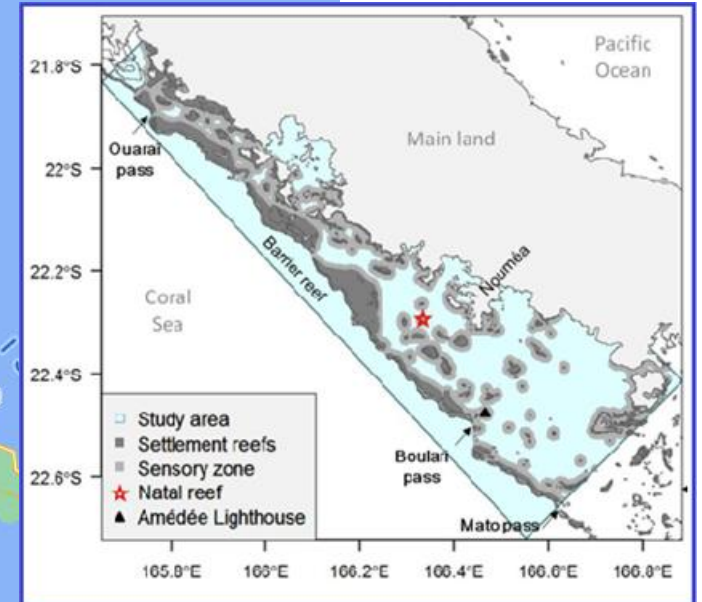 Pacific
Ocean
21.8°S
Ouaraï
pass
Main land
22°S
Barrier reef
22.2°S
Nouméa
Coral
Sea
22.4°S
Study area
Settlement reefs
Sensory zone
Natal reef
Amédée Lighthouse
Boulari
pass
22.6°S
Mato pass
165.8°E 166°E 166.2°E 166.4°E 166.6°E 166.8°E